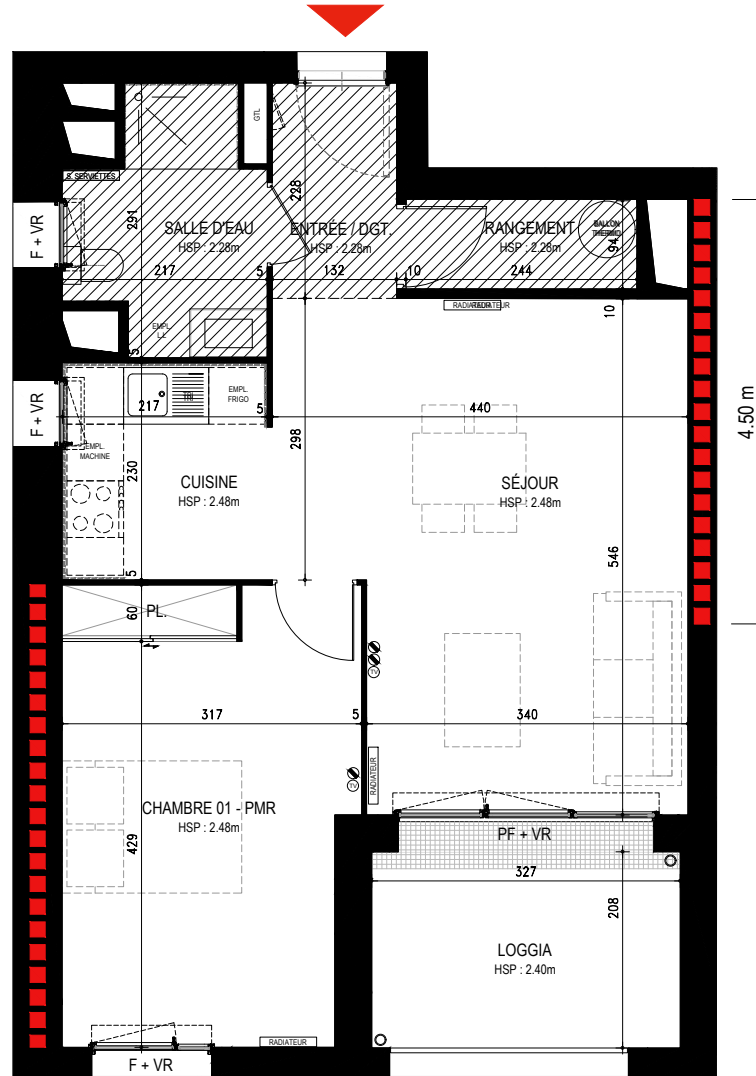 GTL
S. SERVIETTES
228
291
F + VR
SALLE D'EAU
HSP : 2.28m
ENTRÉE / DGT.
HSP : 2.28m
RANGEMENT
HSP : 2.28m
BALLON
THERMO.
94
217
5
132
10
244
EMPL.
L.L
5
RADIATEUR
RADIATEUR
10
4.50 m
F + VR
217
TRI
EMPL.
FRIGO
5
440
298
EMPL.
MACHINE
230
CUISINE
HSP : 2.48m
SÉJOUR
HSP : 2.48m
546
5
60
PL.
TV
317
5
340
RADIATEUR
TV
CHAMBRE 01 - PMR
HSP : 2.48m
429
PF + VR
327
208
LOGGIA
HSP : 2.40m
RADIATEUR
F + VR